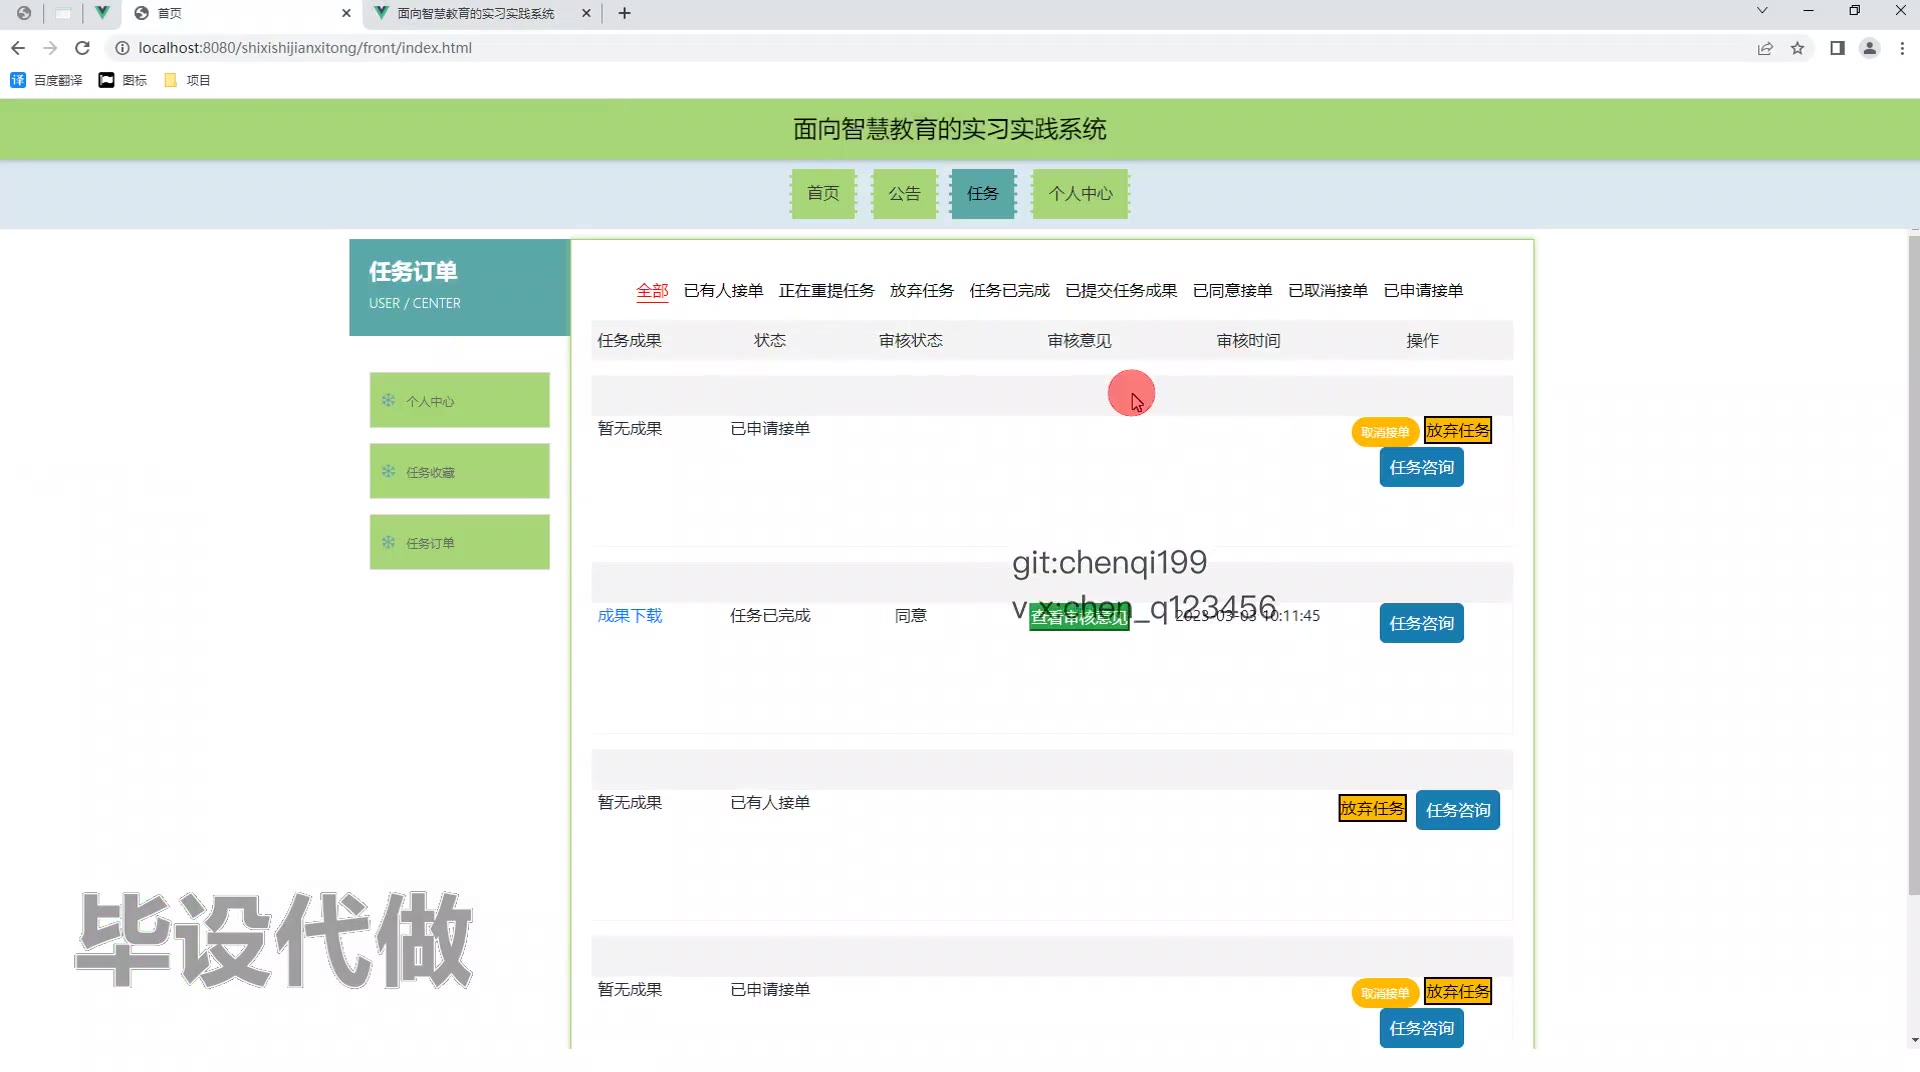 首页
面向智慧教育的实习实践系统
localhost:8080/shixishijianxitong/front/index.html
译 百度翻译 图标 项目
面向智慧教育的实习实践系统
首页 公告 任务 个人中心
任务订单
USER / CENTER
个人中心
任务收藏
任务订单
全部 已有人接单 正在重提任务 放弃任务 任务已完成 已提交任务成果 已同意接单 已取消接单 已申请接单
任务成果 状态 审核状态 审核意见 审核时间 操作
暂无成果 已申请接单 取消接单 放弃任务
任务咨询
git:chenqi199
v x:chen_q123456
成果下载 任务已完成 同意 查看审核意见 2023-03-03 10:11:45 任务咨询
暂无成果 已有人接单 放弃任务 任务咨询
毕设代做
暂无成果 已申请接单 取消接单 放弃任务
任务咨询